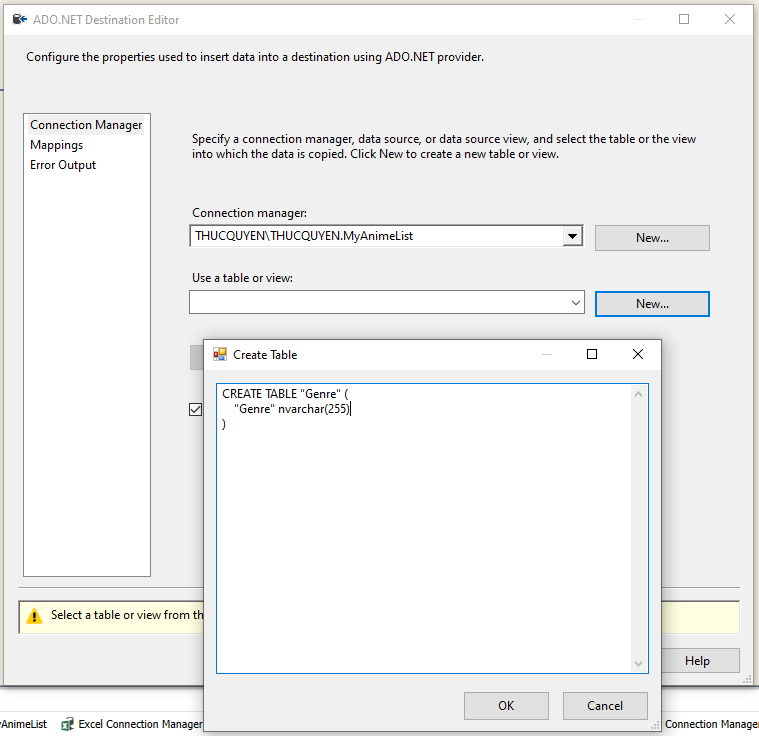 ADO.NET Destination Editor
Configure the properties used to insert data into a destination using ADO.NET provider.
Connection Manager
Mappings
Error Output
Specify a connection manager, data source, or data source view, and select the table or the view
into which the data is copied. Click New to create a new table or view.
Connection manager:
THUCQUYEN\THUCQUYEN.MyAnimeList
New...
Use a table or view:
New...
Create Table
CREATE TABLE "Genre" (
"Genre" nvarchar(255)
)
Select a table or view from th
Help
OK
Cancel
AnimeList
Excel Connection Manager
Connection Manager